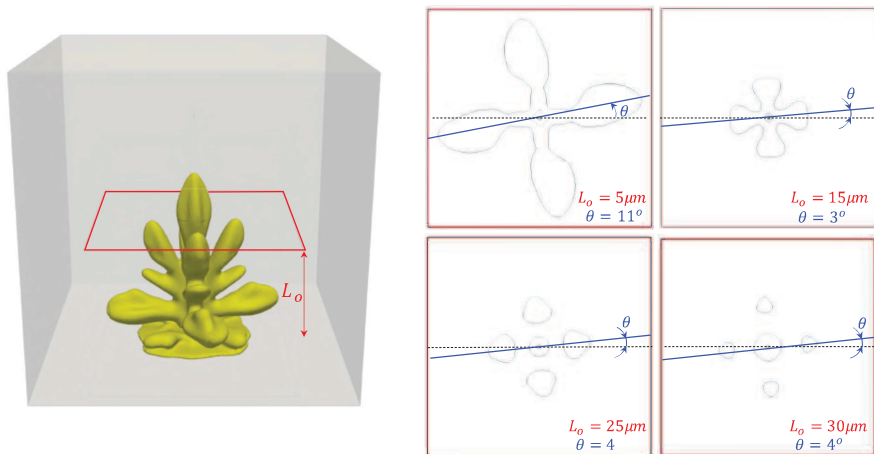 L_o
θ
L_o = 5μm
θ = 11°
θ
L_o = 15μm
θ = 3°
θ
L_o = 25μm
θ = 4
θ
L_o = 30μm
θ = 4°